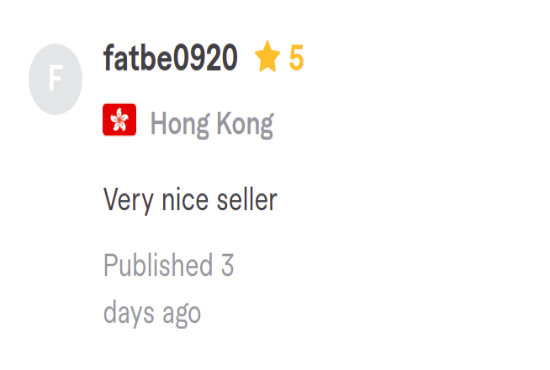 F
fatbe0920 ★ 5
Hong Kong
Very nice seller
Published 3
days ago